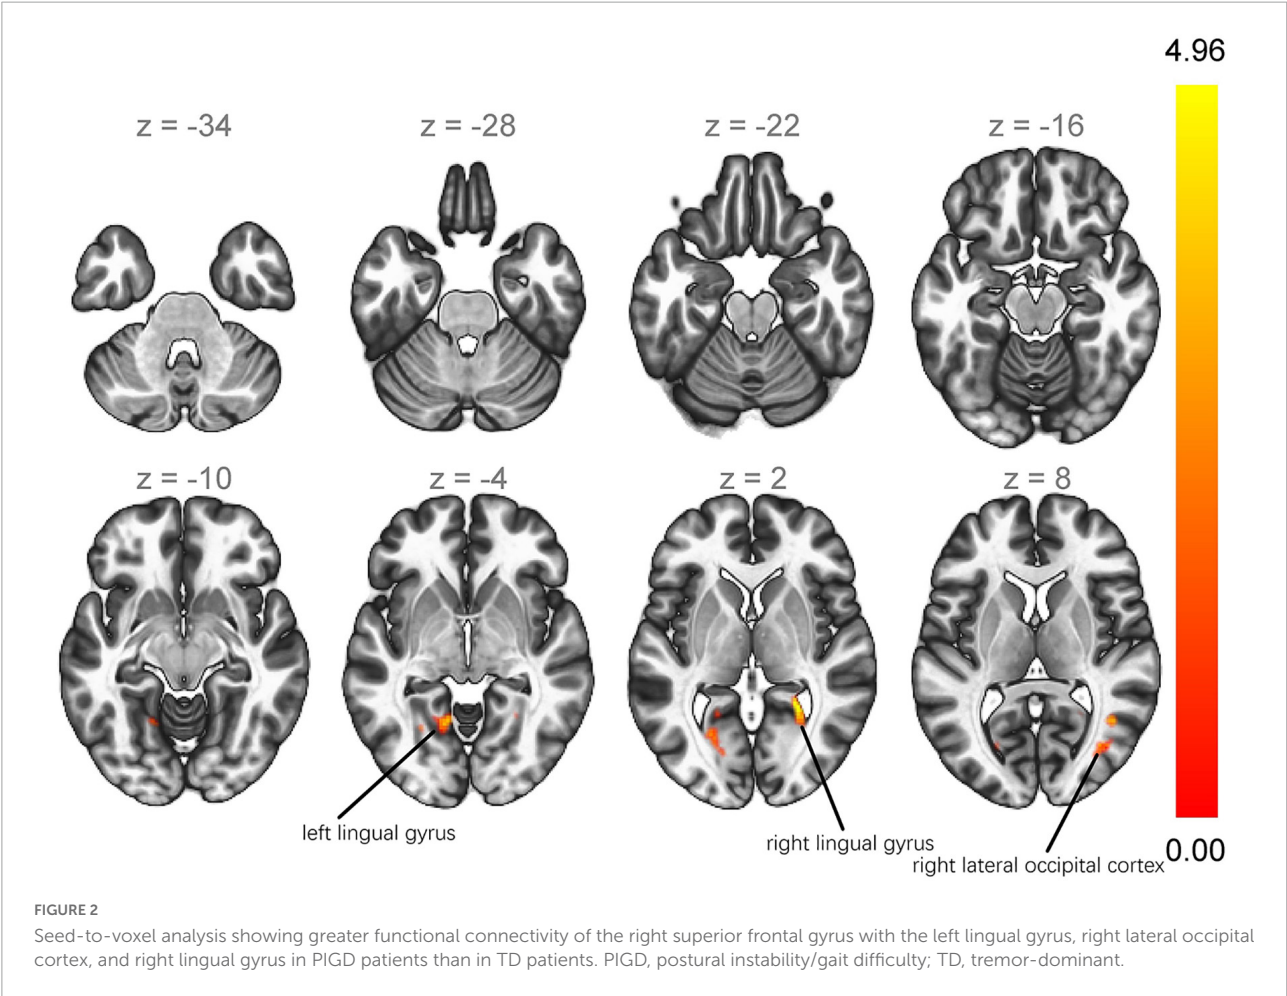 4.96
z = -34
z = -28
z = -22
z = -16
z = -10
z = -4
z = 2
z = 8
left lingual gyrus
right lingual gyrus
right lateral occipital cortex
0.00
FIGURE 2
Seed-to-voxel analysis showing greater functional connectivity of the right superior frontal gyrus with the left lingual gyrus, right lateral occipital
cortex, and right lingual gyrus in PIGD patients than in TD patients. PIGD, postural instability/gait difficulty; TD, tremor-dominant.